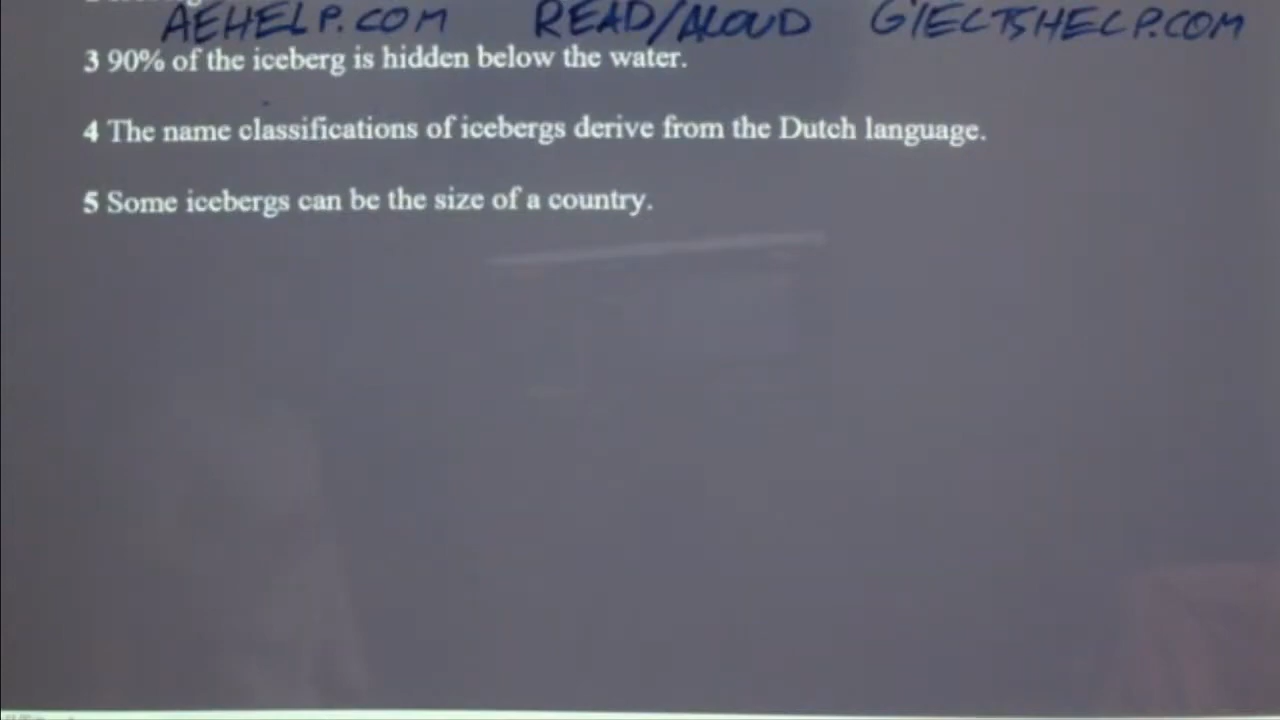 AEHELP.COM READ/ALOUD G/IELTSHELP.COM
3 90% of the iceberg is hidden below the water.
4 The name classifications of icebergs derive from the Dutch language.
5 Some icebergs can be the size of a country.